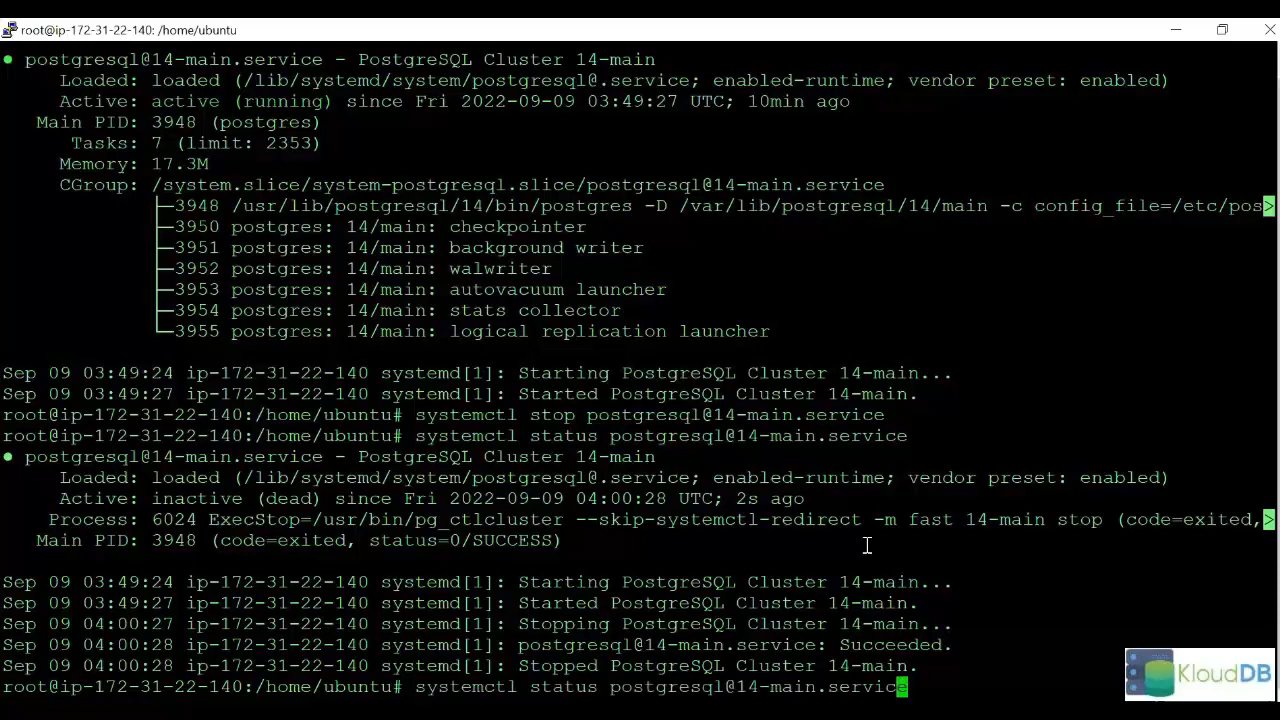 root@ip-172-31-22-140: /home/ubuntu
● postgresql@14-main.service - PostgreSQL Cluster 14-main
Loaded: loaded (/lib/systemd/system/postgresql@.service; enabled-runtime; vendor preset: enabled)
Active: active (running) since Fri 2022-09-09 03:49:27 UTC; 10min ago
Main PID: 3948 (postgres)
Tasks: 7 (limit: 2353)
Memory: 17.3M
CGroup: /system.slice/system-postgresql.slice/postgresql@14-main.service
├─3948 /usr/lib/postgresql/14/bin/postgres -D /var/lib/postgresql/14/main -c config_file=/etc/pos>
├─3950 postgres: 14/main: checkpointer
├─3951 postgres: 14/main: background writer
├─3952 postgres: 14/main: walwriter
├─3953 postgres: 14/main: autovacuum launcher
├─3954 postgres: 14/main: stats collector
└─3955 postgres: 14/main: logical replication launcher
Sep 09 03:49:24 ip-172-31-22-140 systemd[1]: Starting PostgreSQL Cluster 14-main...
Sep 09 03:49:27 ip-172-31-22-140 systemd[1]: Started PostgreSQL Cluster 14-main.
root@ip-172-31-22-140:/home/ubuntu# systemctl stop postgresql@14-main.service
root@ip-172-31-22-140:/home/ubuntu# systemctl status postgresql@14-main.service
● postgresql@14-main.service - PostgreSQL Cluster 14-main
Loaded: loaded (/lib/systemd/system/postgresql@.service; enabled-runtime; vendor preset: enabled)
Active: inactive (dead) since Fri 2022-09-09 04:00:28 UTC; 2s ago
Process: 6024 ExecStop=/usr/bin/pg_ctlcluster --skip-systemctl-redirect -m fast 14-main stop (code=exited,>
Main PID: 3948 (code=exited, status=0/SUCCESS)
Sep 09 03:49:24 ip-172-31-22-140 systemd[1]: Starting PostgreSQL Cluster 14-main...
Sep 09 03:49:27 ip-172-31-22-140 systemd[1]: Started PostgreSQL Cluster 14-main.
Sep 09 04:00:27 ip-172-31-22-140 systemd[1]: Stopping PostgreSQL Cluster 14-main...
Sep 09 04:00:28 ip-172-31-22-140 systemd[1]: postgresql@14-main.service: Succeeded.
Sep 09 04:00:28 ip-172-31-22-140 systemd[1]: Stopped PostgreSQL Cluster 14-main.
root@ip-172-31-22-140:/home/ubuntu# systemctl status postgresql@14-main.service
KloudDB